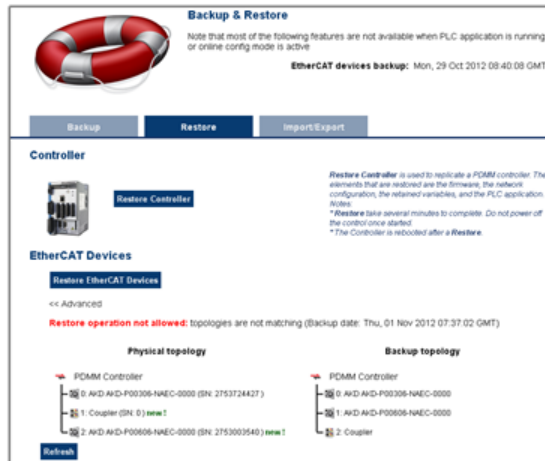 Backup & Restore
Note that most of the following features are not available when PLC application is running
or online config mode is active
EtherCAT devices backup: Mon, 29 Oct 2012 08:40:08 GMT
Backup
Restore
Import/Export
Controller
Restore Controller
Restore Controller is used to replicate a PDMM controller. The
elements that are restored are the firmware, the network
configuration, the retained variables, and the PLC application.
Notes:
* Restore take several minutes to complete. Do not power off
the control once started.
* The Controller is rebooted after a Restore.
EtherCAT Devices
Restore EtherCAT Devices
<< Advanced
Restore operation not allowed: topologies are not matching (Backup date: Thu, 01 Nov 2012 07:37:02 GMT)
Physical topology
PDMM Controller
0: AKD AKD-P00306-NAEC-0000 (SN: 2753724427 )
1: Coupler (SN: 0 ) new !
2: AKD AKD-P00606-NAEC-0000 (SN: 2753003540 ) new !
Backup topology
PDMM Controller
0: AKD AKD-P00306-NAEC-0000
1: AKD AKD-P00606-NAEC-0000
2: Coupler
Refresh